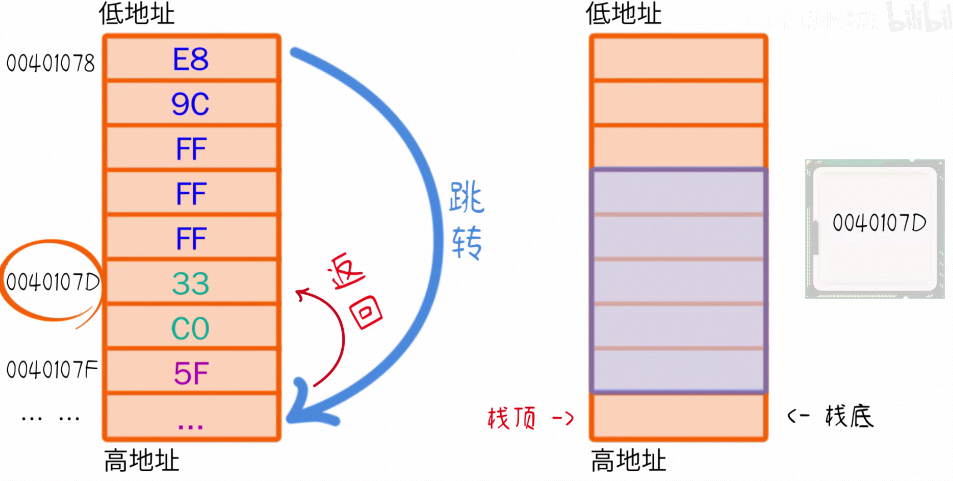 低地址
00401078
E8
9C
FF
FF
FF
0040107D
33
C0
0040107F
5F
... ...
...
高地址
跳转
返回
低地址
bilibili
0040107D
栈顶 ->
<- 栈底
高地址